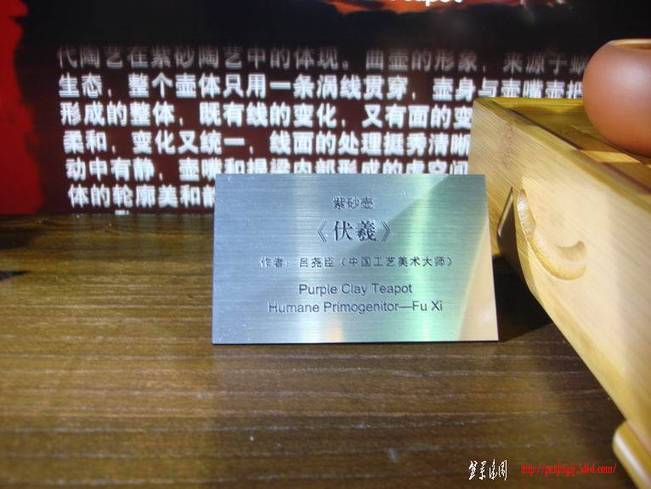 代陶艺在紫砂陶艺中的体现。曲壶的形象，来源于
生态，整个壶体只用一条涡线贯穿，壶身与壶嘴壶把
形成的整体，既有线的变化，又有面的变
柔和，变化又统一，线面的处理挺秀清晰
动中有静，壶嘴和提梁内部形成的虚空间
体的轮廓美和
紫砂壶
《伏羲》
作者：吕尧臣（中国工艺美术大师）
Purple Clay Teapot
Humane Primogenitor—Fu Xi